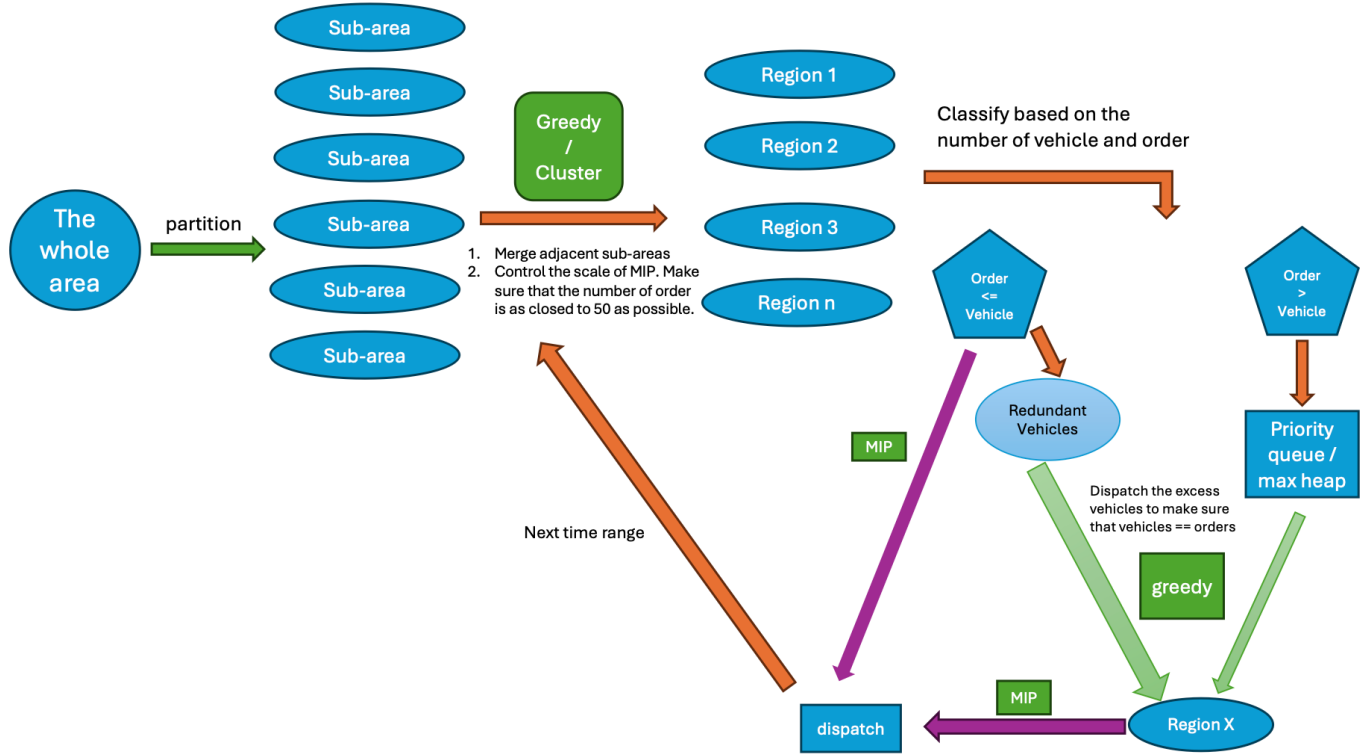 The
whole
area
partition
Sub-area
Sub-area
Sub-area
Sub-area
Sub-area
Sub-area
Greedy
/
Cluster
1. Merge adjacent sub-areas
2. Control the scale of MIP. Make
sure that the number of order
is as closed to 50 as possible.
Region 1
Region 2
Region 3
Region n
Classify based on the
number of vehicle and order
Order
<=
Vehicle
Order
>
Vehicle
Redundant
Vehicles
Priority
queue /
max heap
MIP
Dispatch the excess
vehicles to make sure
that vehicles == orders
greedy
Next time range
MIP
dispatch
Region X